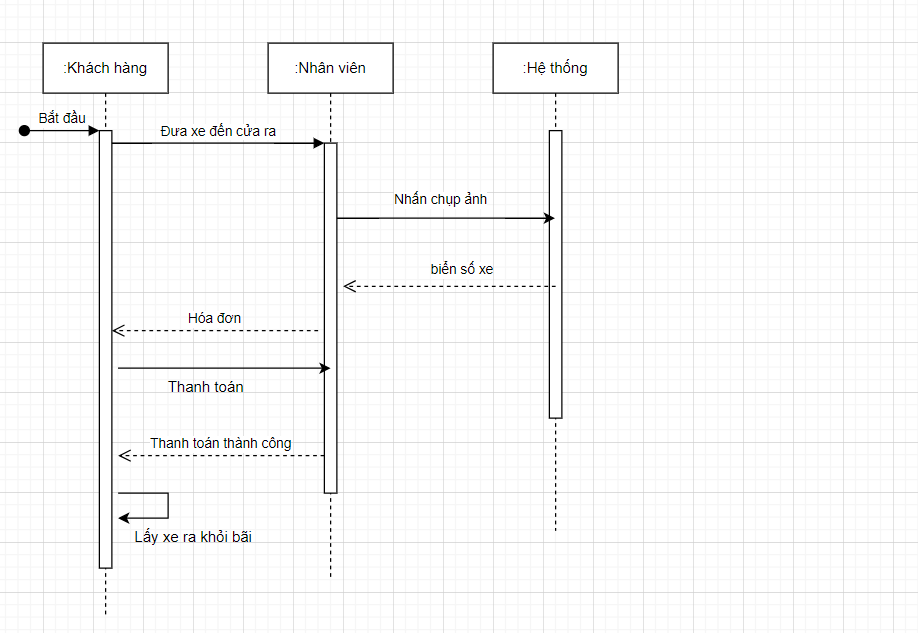 :Khách hàng
:Nhân viên
:Hệ thống
Bắt đầu
Đưa xe đến cửa ra
Nhấn chụp ảnh
biển số xe
Hóa đơn
Thanh toán
Thanh toán thành công
Lấy xe ra khỏi bãi